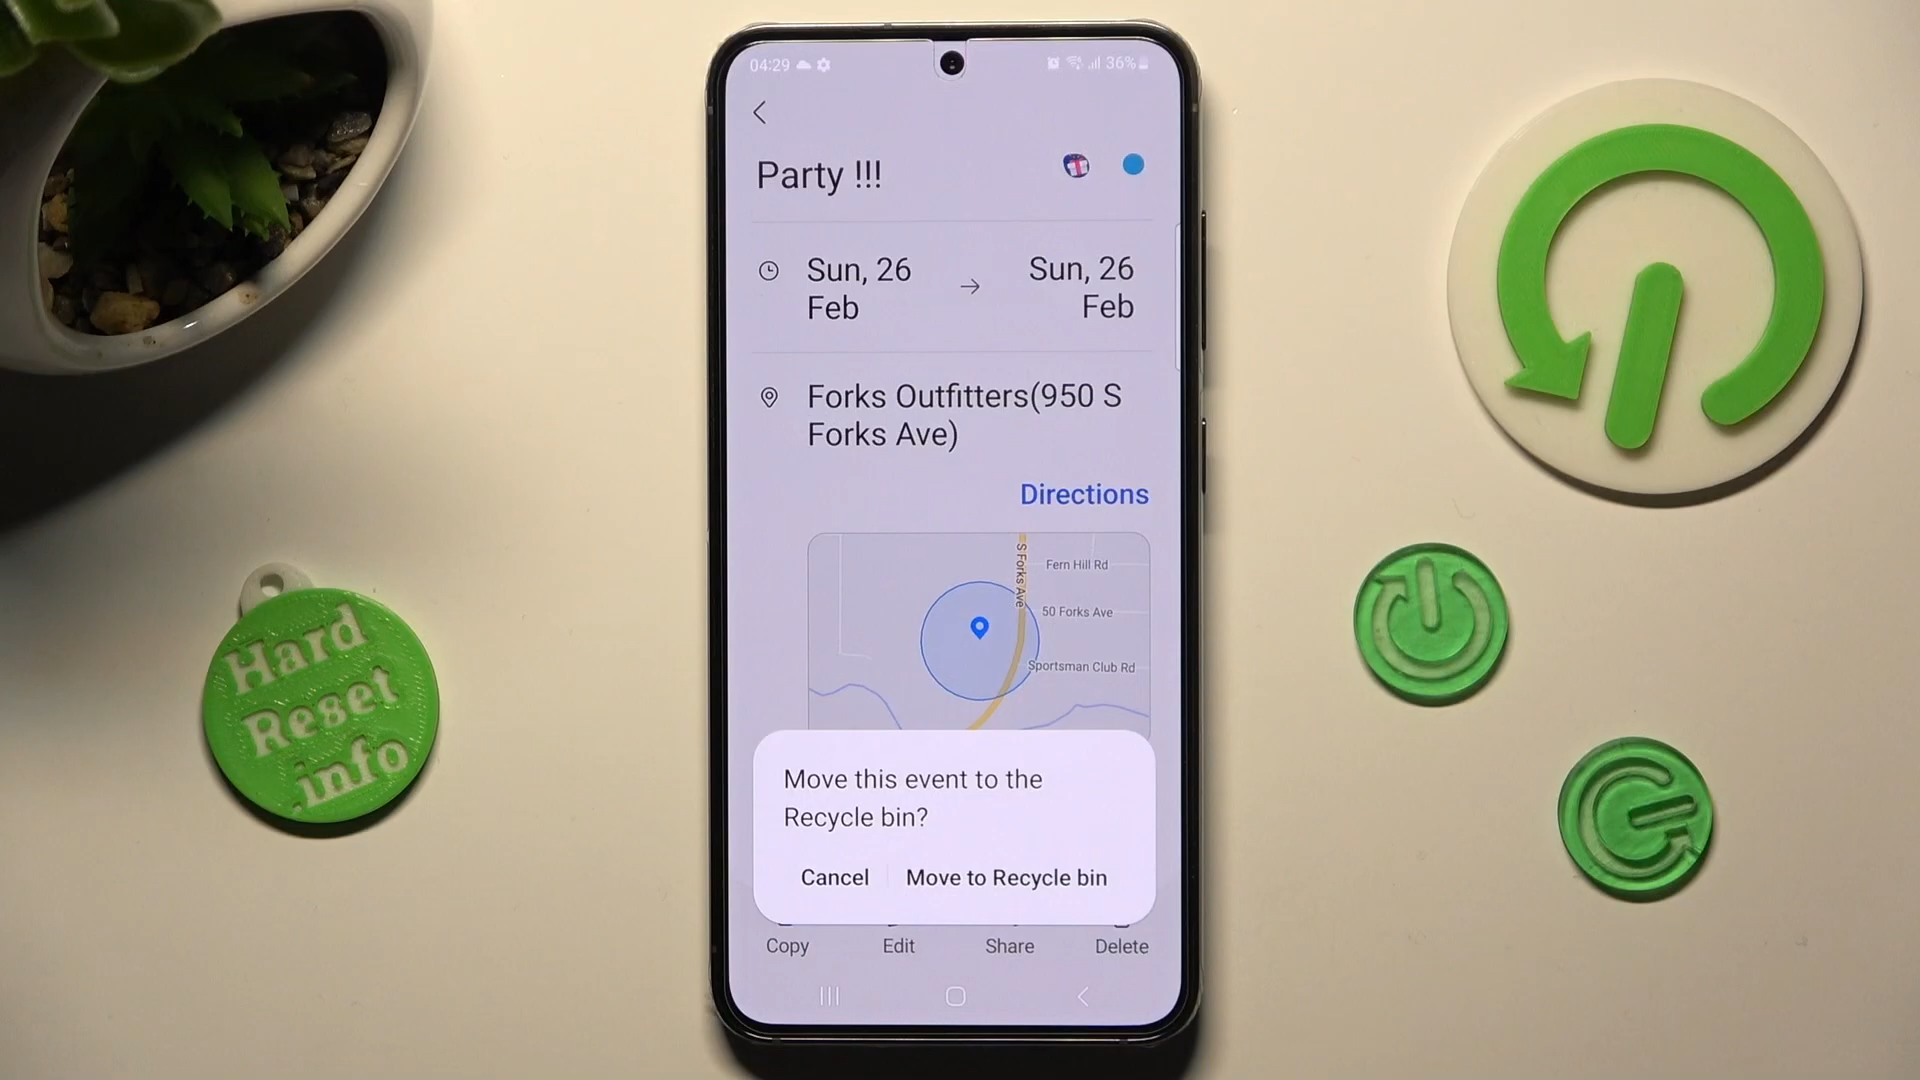 04:29
36%
Party !!!
Sun, 26
Feb
Sun, 26
Feb
Forks Outfitters(950 S
Forks Ave)
Directions
S Forks Ave
Fern Hill Rd
50 Forks Ave
Sportsman Club Rd
Move this event to the
Recycle bin?
Cancel
Move to Recycle bin
Copy
Edit
Share
Delete
Hard
Reset
.info